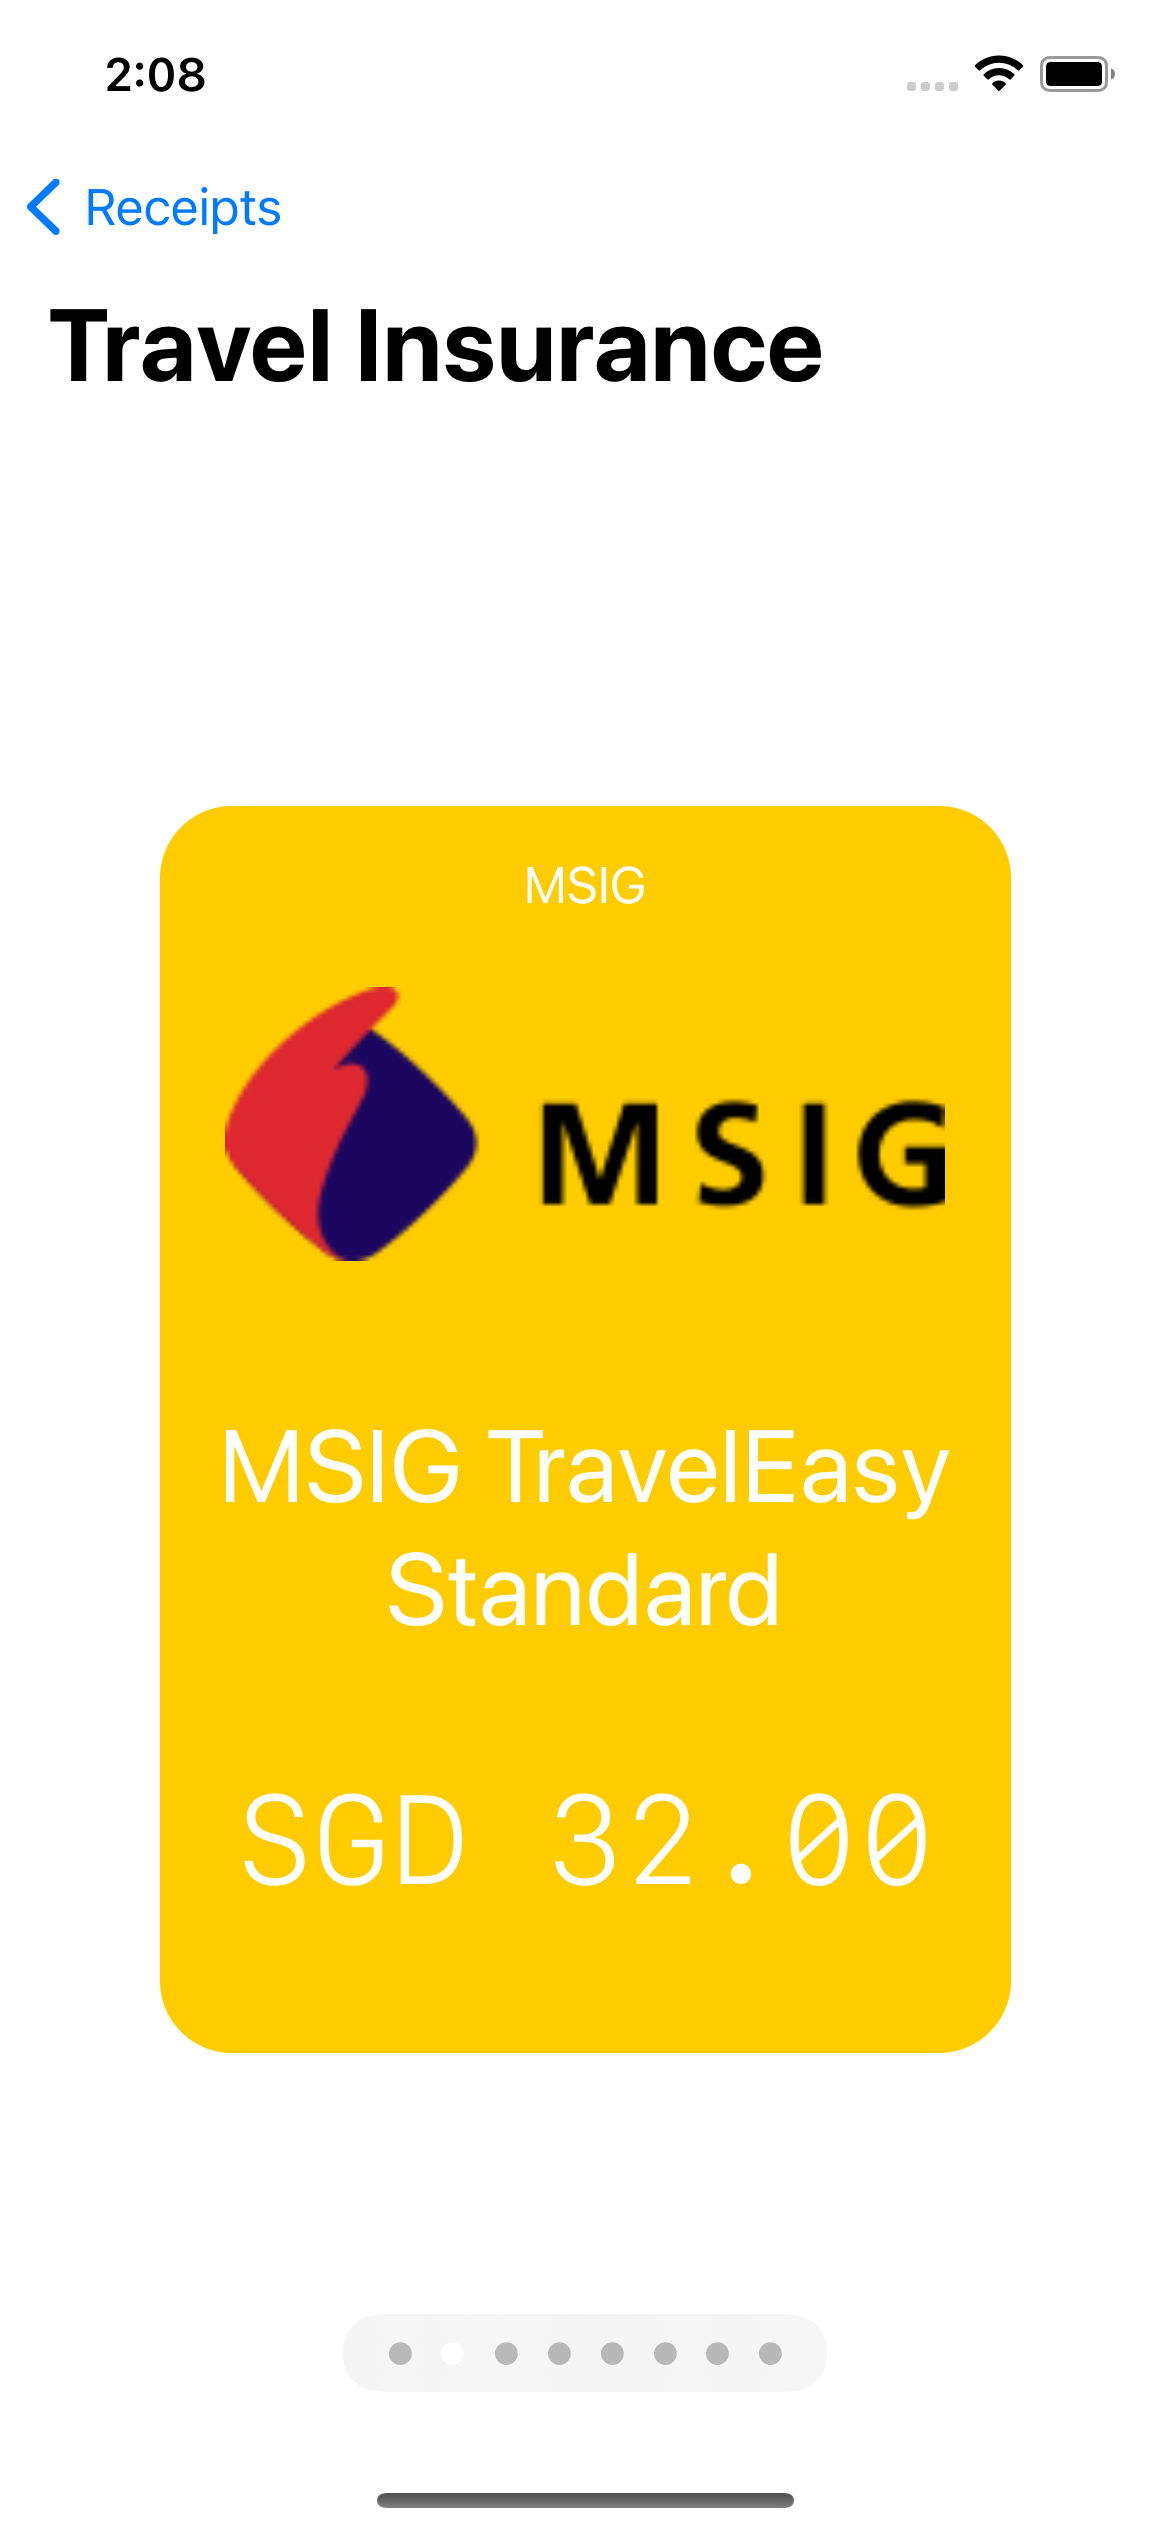 2:08
Receipts
Travel Insurance
MSIG
MSIG
MSIG TravelEasy
Standard
SGD 32.00